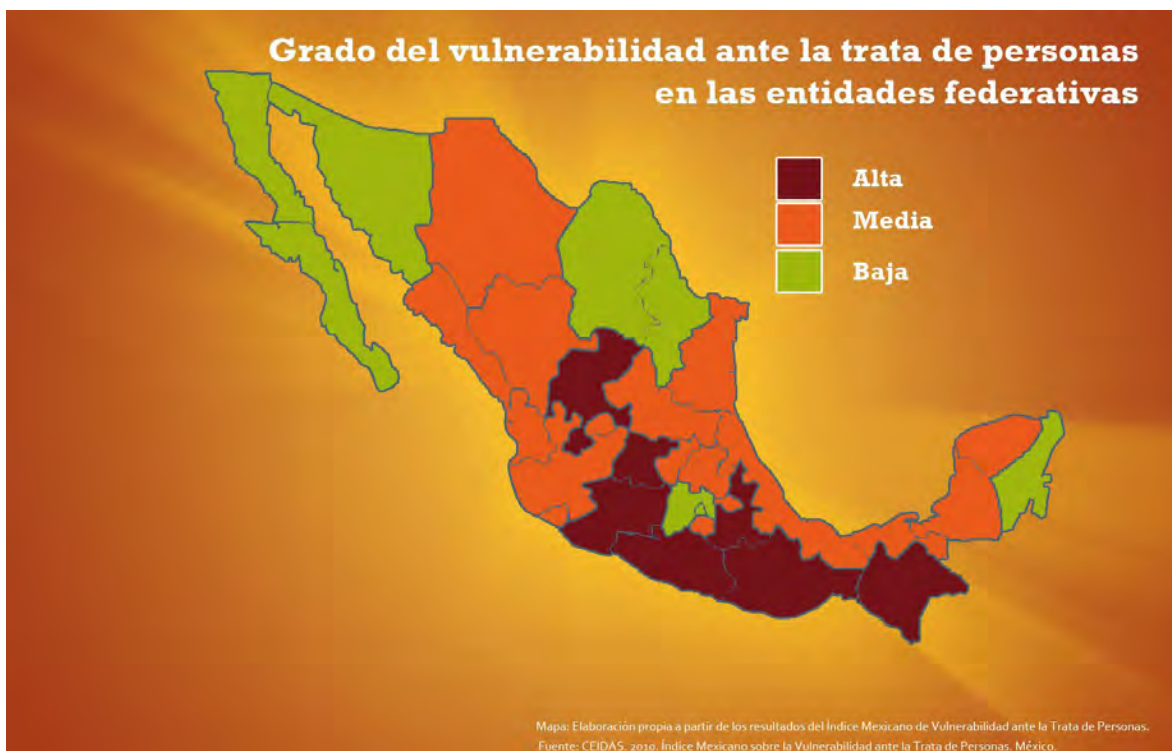 Grado del vulnerabilidad ante la trata de personas
en las entidades federativas
Alta
Media
Baja
Mapa: Elaboración propia a partir de los resultados del Índice Mexicano de Vulnerabilidad ante la Trata de Personas.
Fuente: CEIDAS, 2010. Índice Mexicano sobre la Vulnerabilidad ante la Trata de Personas, México.